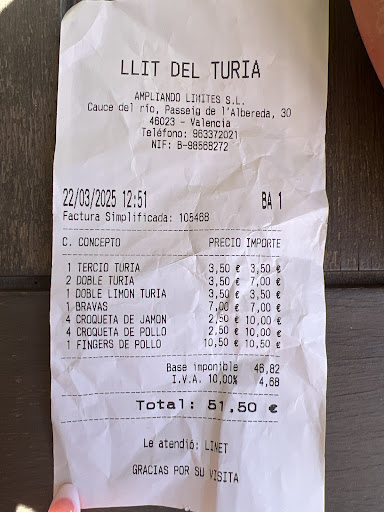 LLIT DEL TURIA
AMPLIANDO LIMITES S.L.
Cauce del río, Passeig de l'Albereda, 30
46023 - Valencia
Teléfono: 963372021
NIF: B-98568272
22/03/2025 12:51 BA 1
Factura Simplificada: 105468
C. CONCEPTO PRECIO IMPORTE
1 TERCIO TURIA 3,50 € 3,50 €
2 DOBLE TURIA 3,50 € 7,00 €
1 DOBLE LIMON TURIA 3,50 € 3,50 €
1 BRAVAS 7,00 € 7,00 €
4 CROQUETA DE JAMON 2,50 € 10,00 €
4 CROQUETA DE POLLO 2,50 € 10,00 €
1 FINGERS DE POLLO 10,50 € 10,50 €
Base imponible 46,82
I.V.A. 10,00% 4,68
Total: 51,50 €
Le atendió: LINET
GRACIAS POR SU VISITA